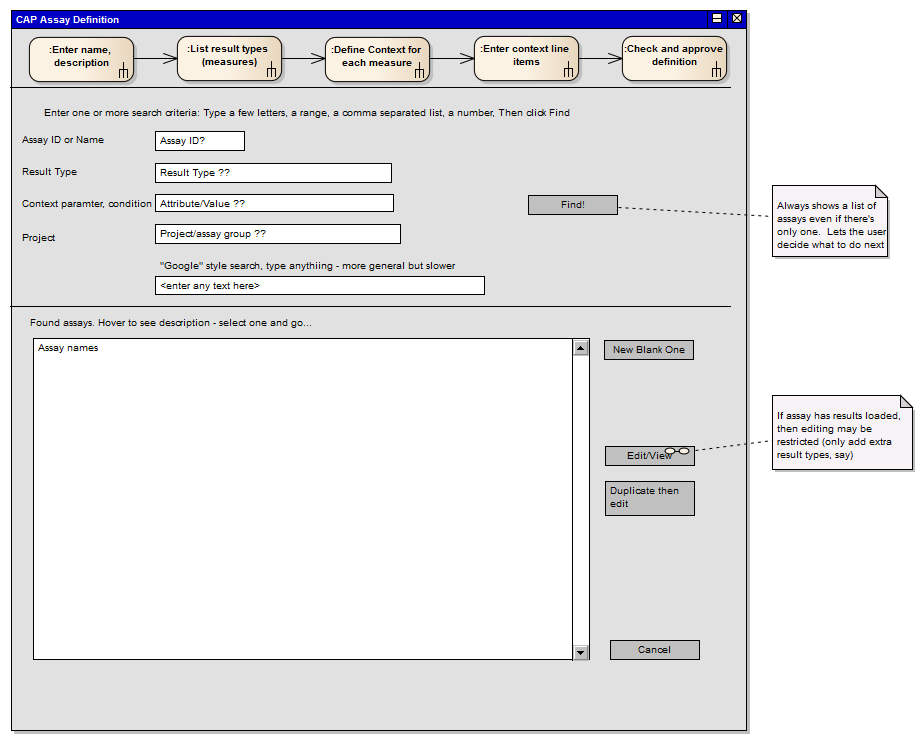 CAP Assay Definition
:Enter name,
description
:List result types
(measures)
:Define Context for
each measure
:Enter context line
items
:Check and approve
definition
Enter one or more search criteria: Type a few letters, a range, a comma separated list, a number, Then click Find
Assay ID or Name
Assay ID?
Result Type
Result Type ??
Context paramter, condition
Attribute/Value ??
Find!
Always shows a list of
assays even if there's
only one. Lets the user
decide what to do next
Project
Project/assay group ??
"Google" style search, type anythiing - more general but slower
<enter any text here>
Found assays. Hover to see description - select one and go...
Assay names
New Blank One
If assay has results loaded,
then editing may be
restricted (only add extra
result types, say)
Edit/View
Duplicate then
edit
Cancel